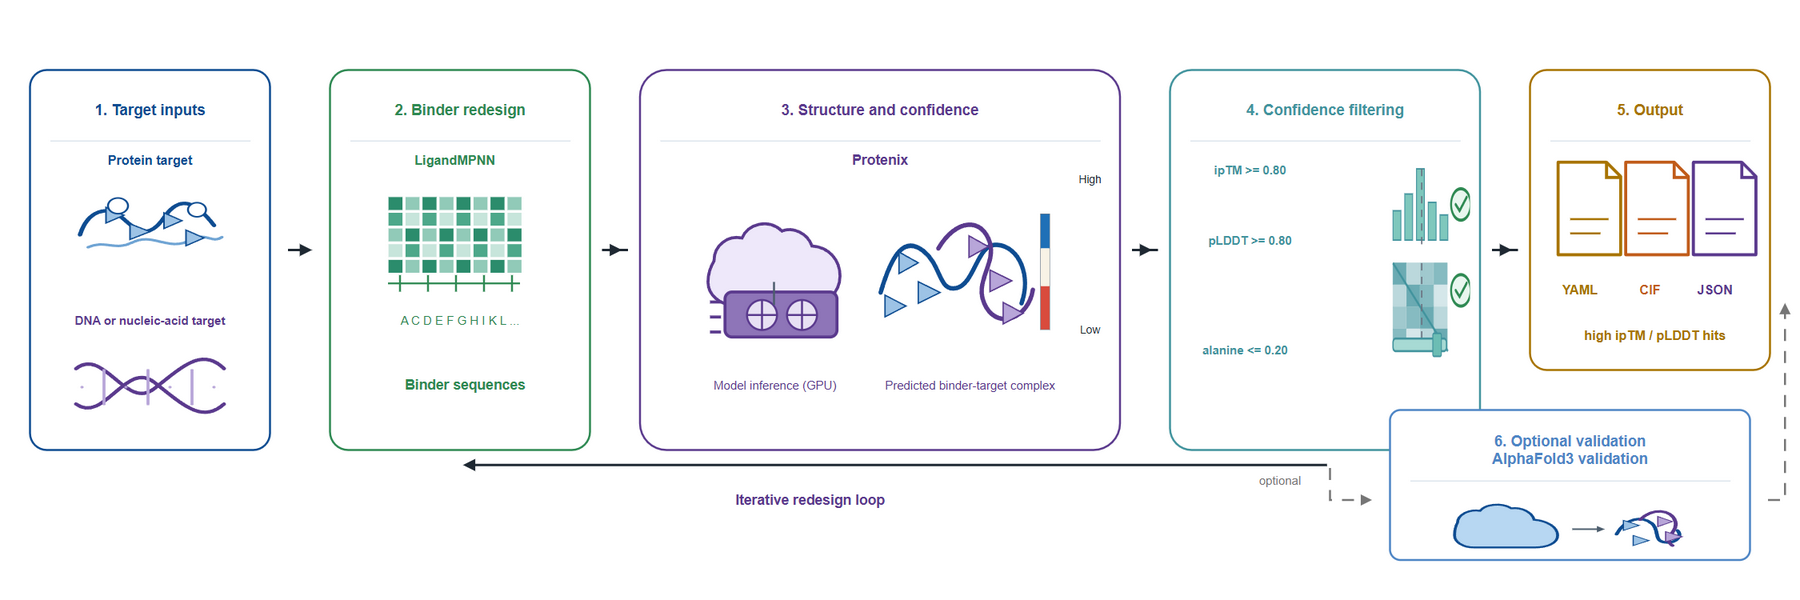 1. Target inputs
Protein target
DNA or nucleic-acid target
2. Binder redesign
LigandMPNN
A C D E F G H I K L ...
Binder sequences
3. Structure and confidence
Protenix
High
Low
Model inference (GPU)
Predicted binder-target complex
4. Confidence filtering
ipTM >= 0.80
pLDDT >= 0.80
alanine <= 0.20
5. Output
YAML
CIF
JSON
high ipTM / pLDDT hits
Iterative redesign loop
optional
6. Optional validation
AlphaFold3 validation